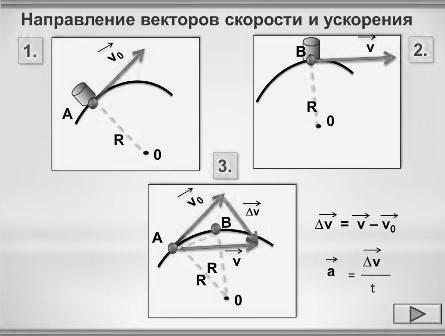 Направление векторов скорости и ускорения
1.
v₀
A
R
0
2.
B
v
R
0
3.
v₀
Δv
A
B
v
R
R
0
Δv = v – v₀
a = Δv
t